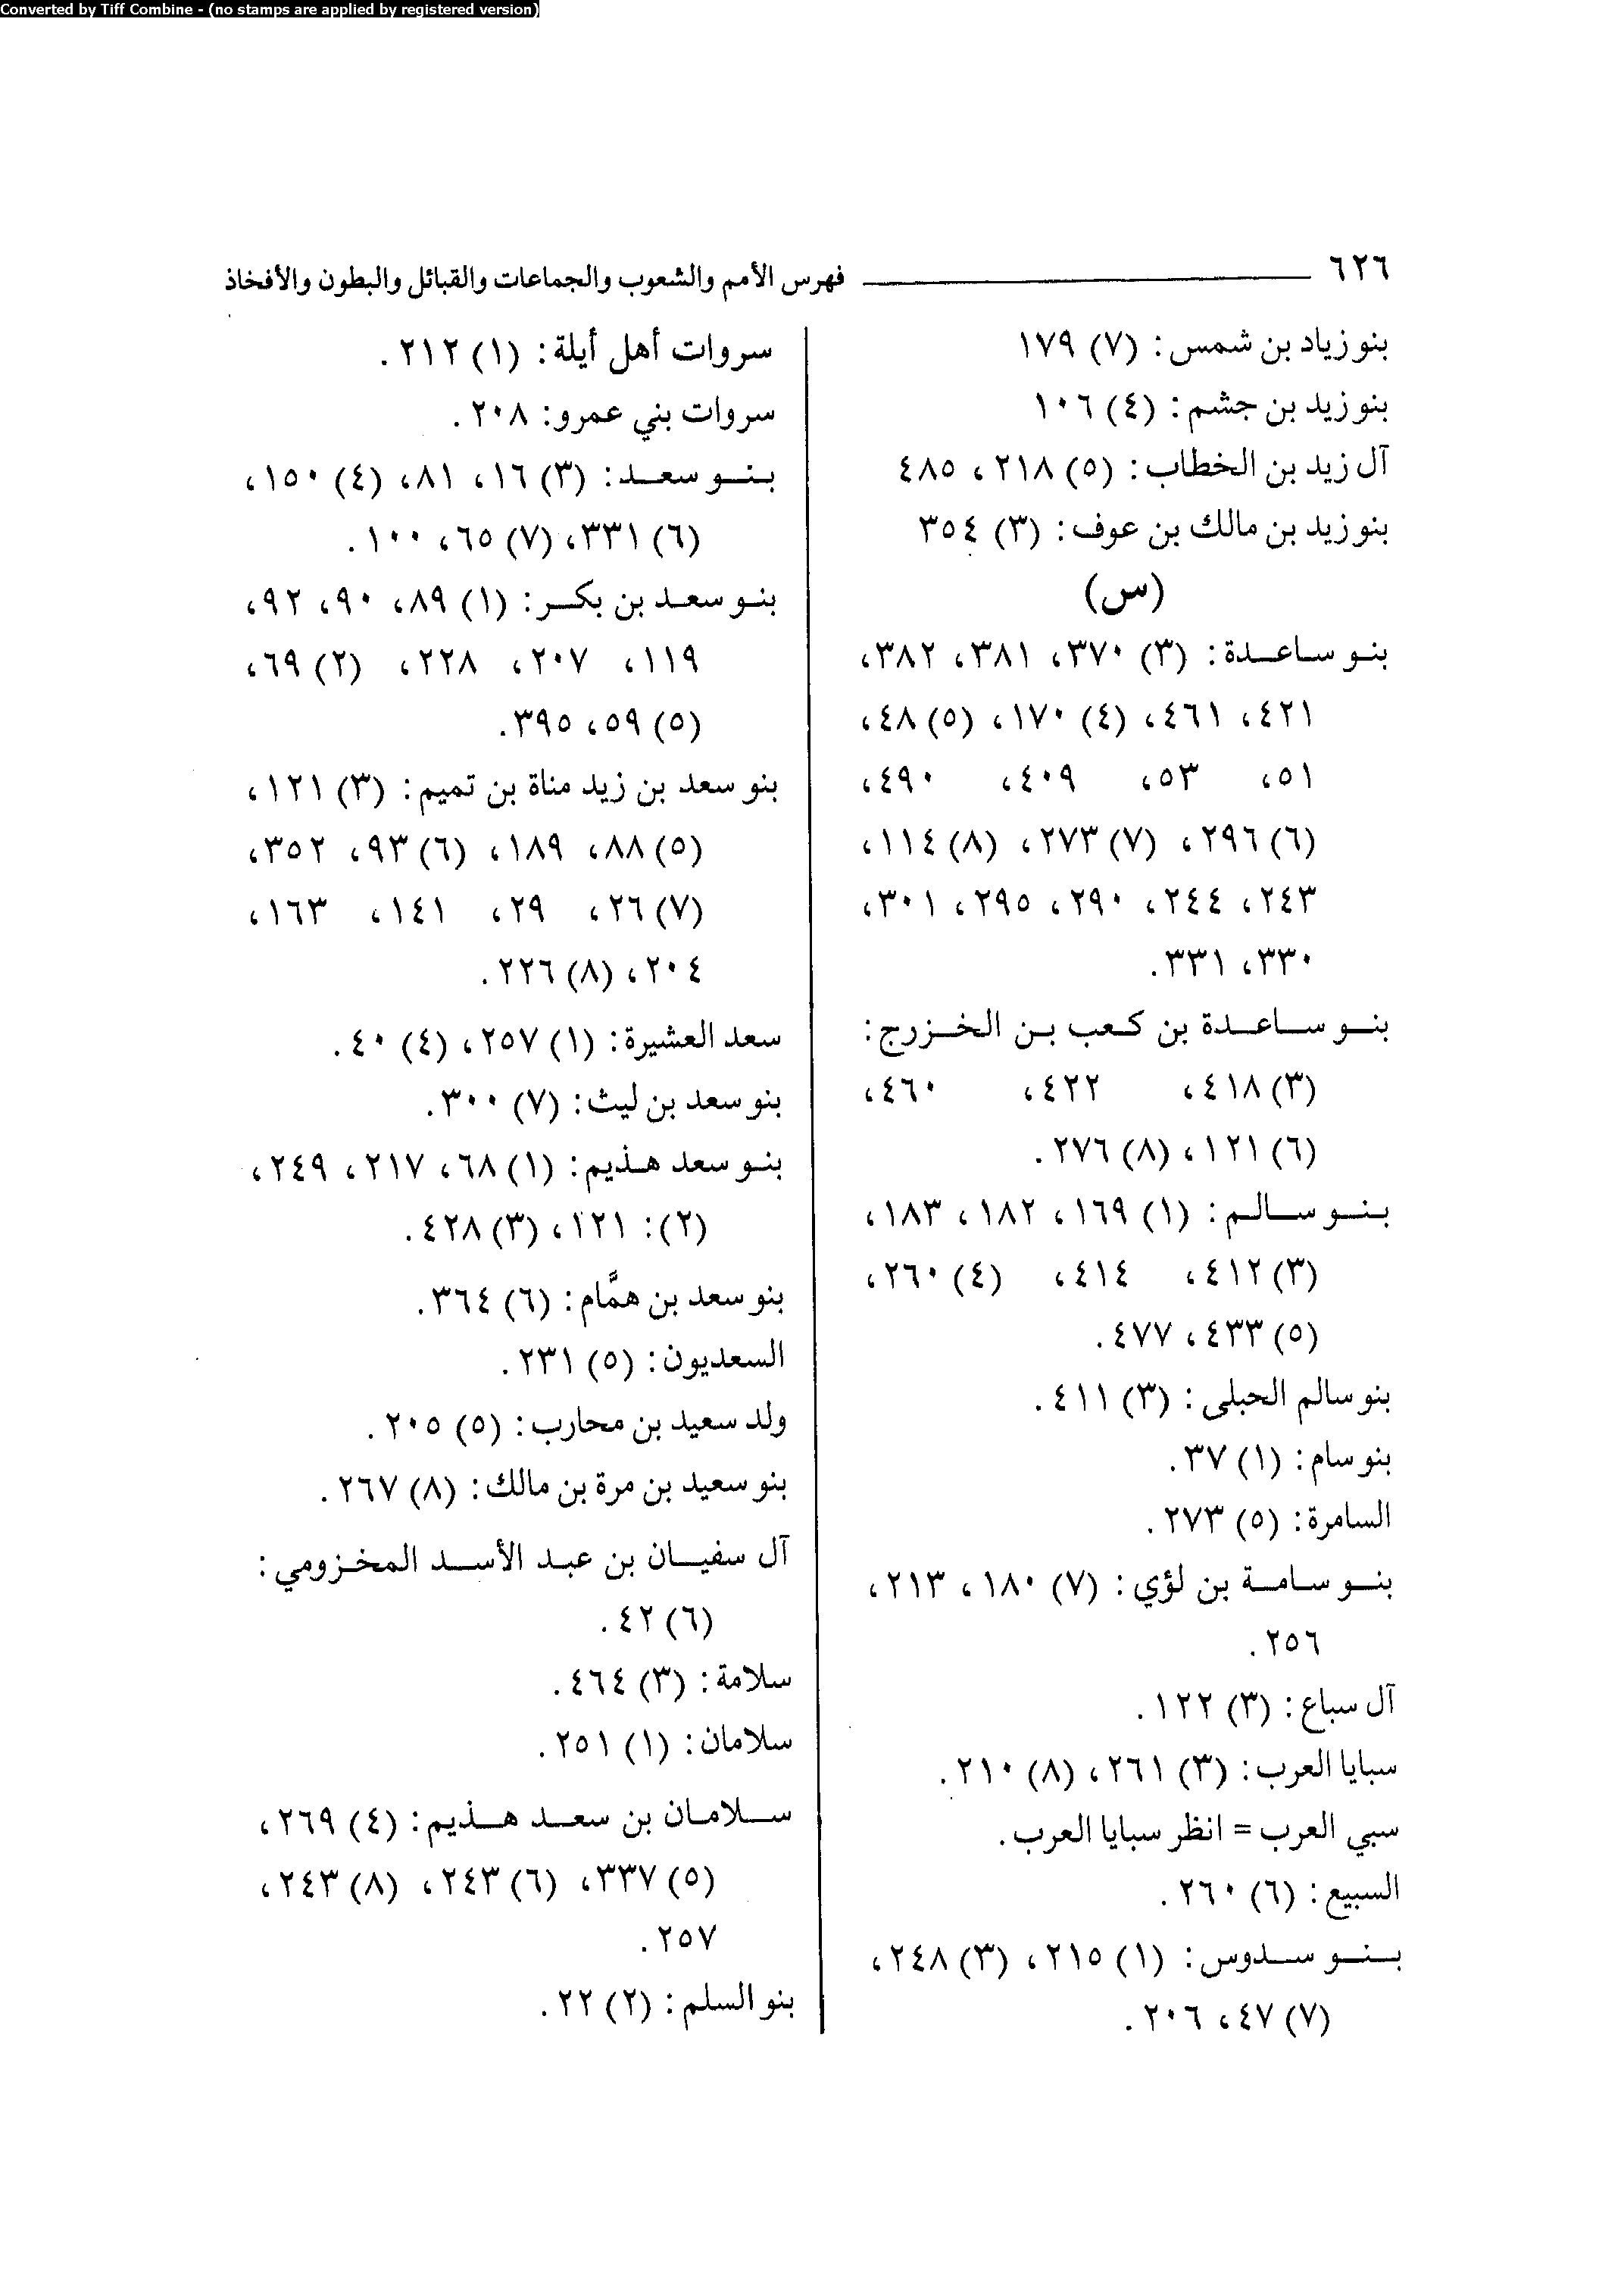 Converted by Tiff Combine - (no stamps are applied by registered version)
٦٢٦ فهرس الأمم والشعوب والجماعات والقبائل والبطون والأفخاذ
بنو زياد بن شمس: (٧) ١٧٩
بنو زيد بن جشم: (٤) ١٠٦
آل زيد بن الخطاب: (٥) ٢١٨، ٤٨٥
بنو زيد بن مالك بن عوف: (٣) ٣٥٤
(س)
بنو ساعدة: (٣) ٣٧٠، ٣٨١، ٣٨٢،
٤٢١، ٤٦١، (٤) ١٧٠، (٥) ٤٨،
٥١، ٥٣، ٤٠٩، ٤٩٠،
(٦) ٢٩٦، (٧) ٢٧٣، (٨) ١١٤،
٢٤٣، ٢٤٤، ٢٩٠، ٢٩٥، ٣٠١،
٣٣٠، ٣٣١.
بنو ساعدة بن كعب بن الخزرج:
(٣) ٤١٨، ٤٢٢، ٤٦٠،
(٦) ١٢١، (٨) ٢٧٦.
بنو سالم: (١) ١٦٩، ١٨٢، ١٨٣،
(٣) ٤١٢، ٤١٤، (٤) ٢٦٠،
(٥) ٤٣٣، ٤٧٧.
بنو سالم الحبلى: (٣) ٤١١.
بنو سام: (١) ٣٧.
السامرة: (٥) ٢٧٣.
بنو سامة بن لؤي: (٧) ١٨٠، ٢١٣،
٢٥٦.
آل سباع: (٣) ١٢٢.
سبايا العرب: (٣) ٢٦١، (٨) ٢١٠.
سبي العرب = انظر سبايا العرب.
السبيع: (٦) ٢٦٠.
بنو سدوس: (١) ٢١٥، (٣) ٢٤٨،
(٧) ٤٧، ٢٠٦.
سروات أهل أيلة: (١) ٢١٢.
سروات بني عمرو: ٢٠٨.
بنو سعد: (٣) ١٦، ٨١، (٤) ١٥٠،
(٦) ٣٣١، (٧) ٦٥، ١٠٠.
بنو سعد بن بكر: (١) ٨٩، ٩٠، ٩٢،
١١٩، ٢٠٧، ٢٢٨، (٢) ٦٩،
(٥) ٥٩، ٣٩٥.
بنو سعد بن زيد مناة بن تميم: (٣) ١٢١،
(٥) ٨٨، ١٨٩، (٦) ٩٣، ٣٥٢،
(٧) ٢٦، ٢٩، ١٤١، ١٦٣،
٢٠٤، (٨) ٢٢٦.
سعد العشيرة: (١) ٢٥٧، (٤) ٤٠.
بنو سعد بن ليث: (٧) ٣٠٠.
بنو سعد هذيم: (١) ٦٨، ٢١٧، ٢٤٩،
(٢): ١٢١، (٣) ٤٢٨.
بنو سعد بن همَّام: (٦) ٣٦٤.
السعديون: (٥) ٢٣١.
ولد سعيد بن محارب: (٥) ٢٠٥.
بنو سعيد بن مرة بن مالك: (٨) ٢٦٧.
آل سفيان بن عبد الأسد المخزومي:
(٦) ٤٢.
سلامة: (٣) ٤٦٤.
سلامان: (١) ٢٥١.
سلامان بن سعد هذيم: (٤) ٢٦٩،
(٥) ٣٣٧، (٦) ٢٤٣، (٨) ٢٤٣،
٢٥٧.
بنو السلم: (٢) ٢٢.